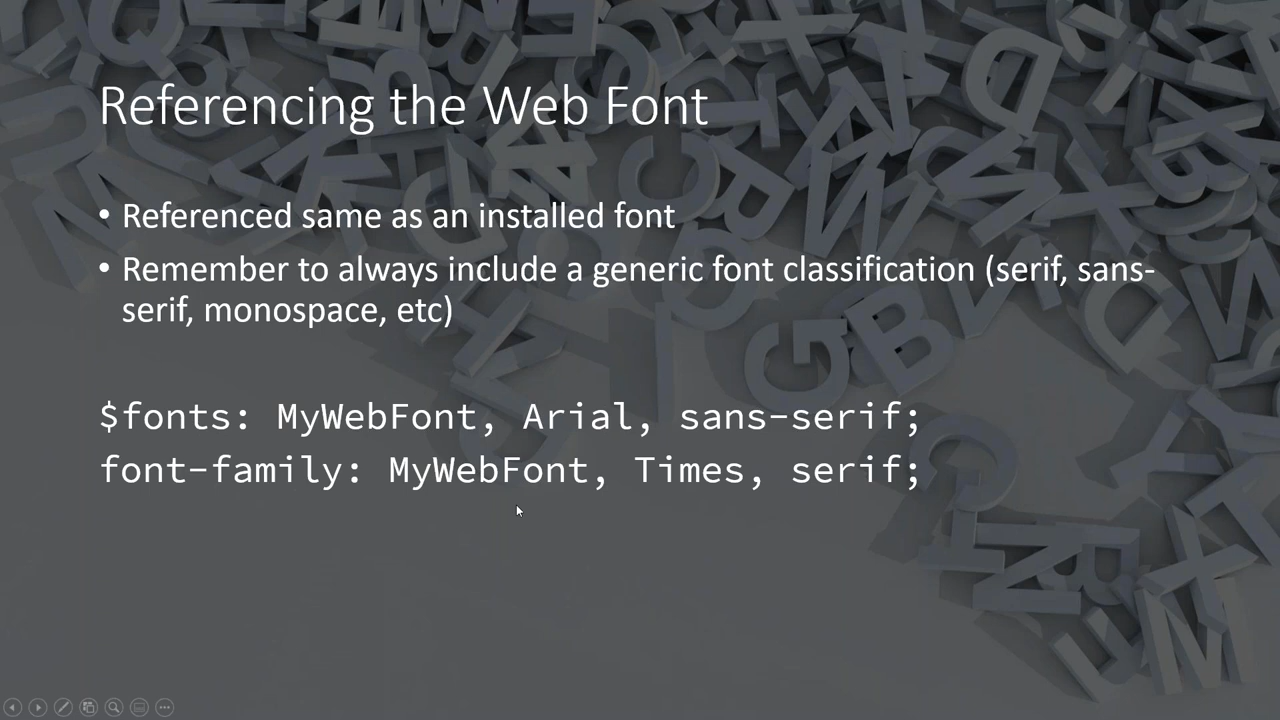 Referencing the Web Font
• Referenced same as an installed font
• Remember to always include a generic font classification (serif, sans-
serif, monospace, etc)
$fonts: MyWebFont, Arial, sans-serif;
font-family: MyWebFont, Times, serif;